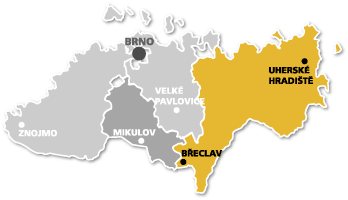 BRNO
UHERSKÉ
HRADIŠTĚ
VELKÉ
PAVLOVICE
ZNOJMO
MIKULOV
BŘECLAV